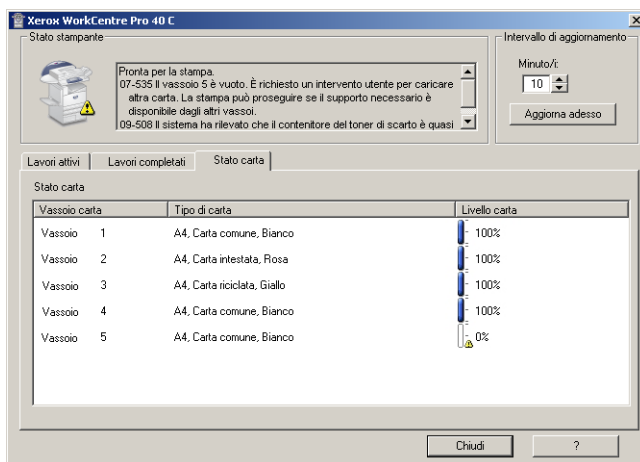 Xerox WorkCentre Pro 40 C
Stato stampante
Intervallo di aggiornamento
Pronta per la stampa.
07-535 Il vassoio 5 è vuoto. È richiesto un intervento utente per caricare
altra carta. La stampa può proseguire se il supporto necessario è
disponibile dagli altri vassoi.
09-508 Il sistema ha rilevato che il contenitore del toner di scarto è quasi
Minuto/i:
10
Aggiorna adesso
Lavori attivi Lavori completati Stato carta
Stato carta
Vassoio carta Tipo di carta Livello carta
Vassoio 1 A4, Carta comune, Bianco 100%
Vassoio 2 A4, Carta intestata, Rosa 100%
Vassoio 3 A4, Carta riciclata, Giallo 100%
Vassoio 4 A4, Carta comune, Bianco 100%
Vassoio 5 A4, Carta comune, Bianco 0%
Chiudi ?